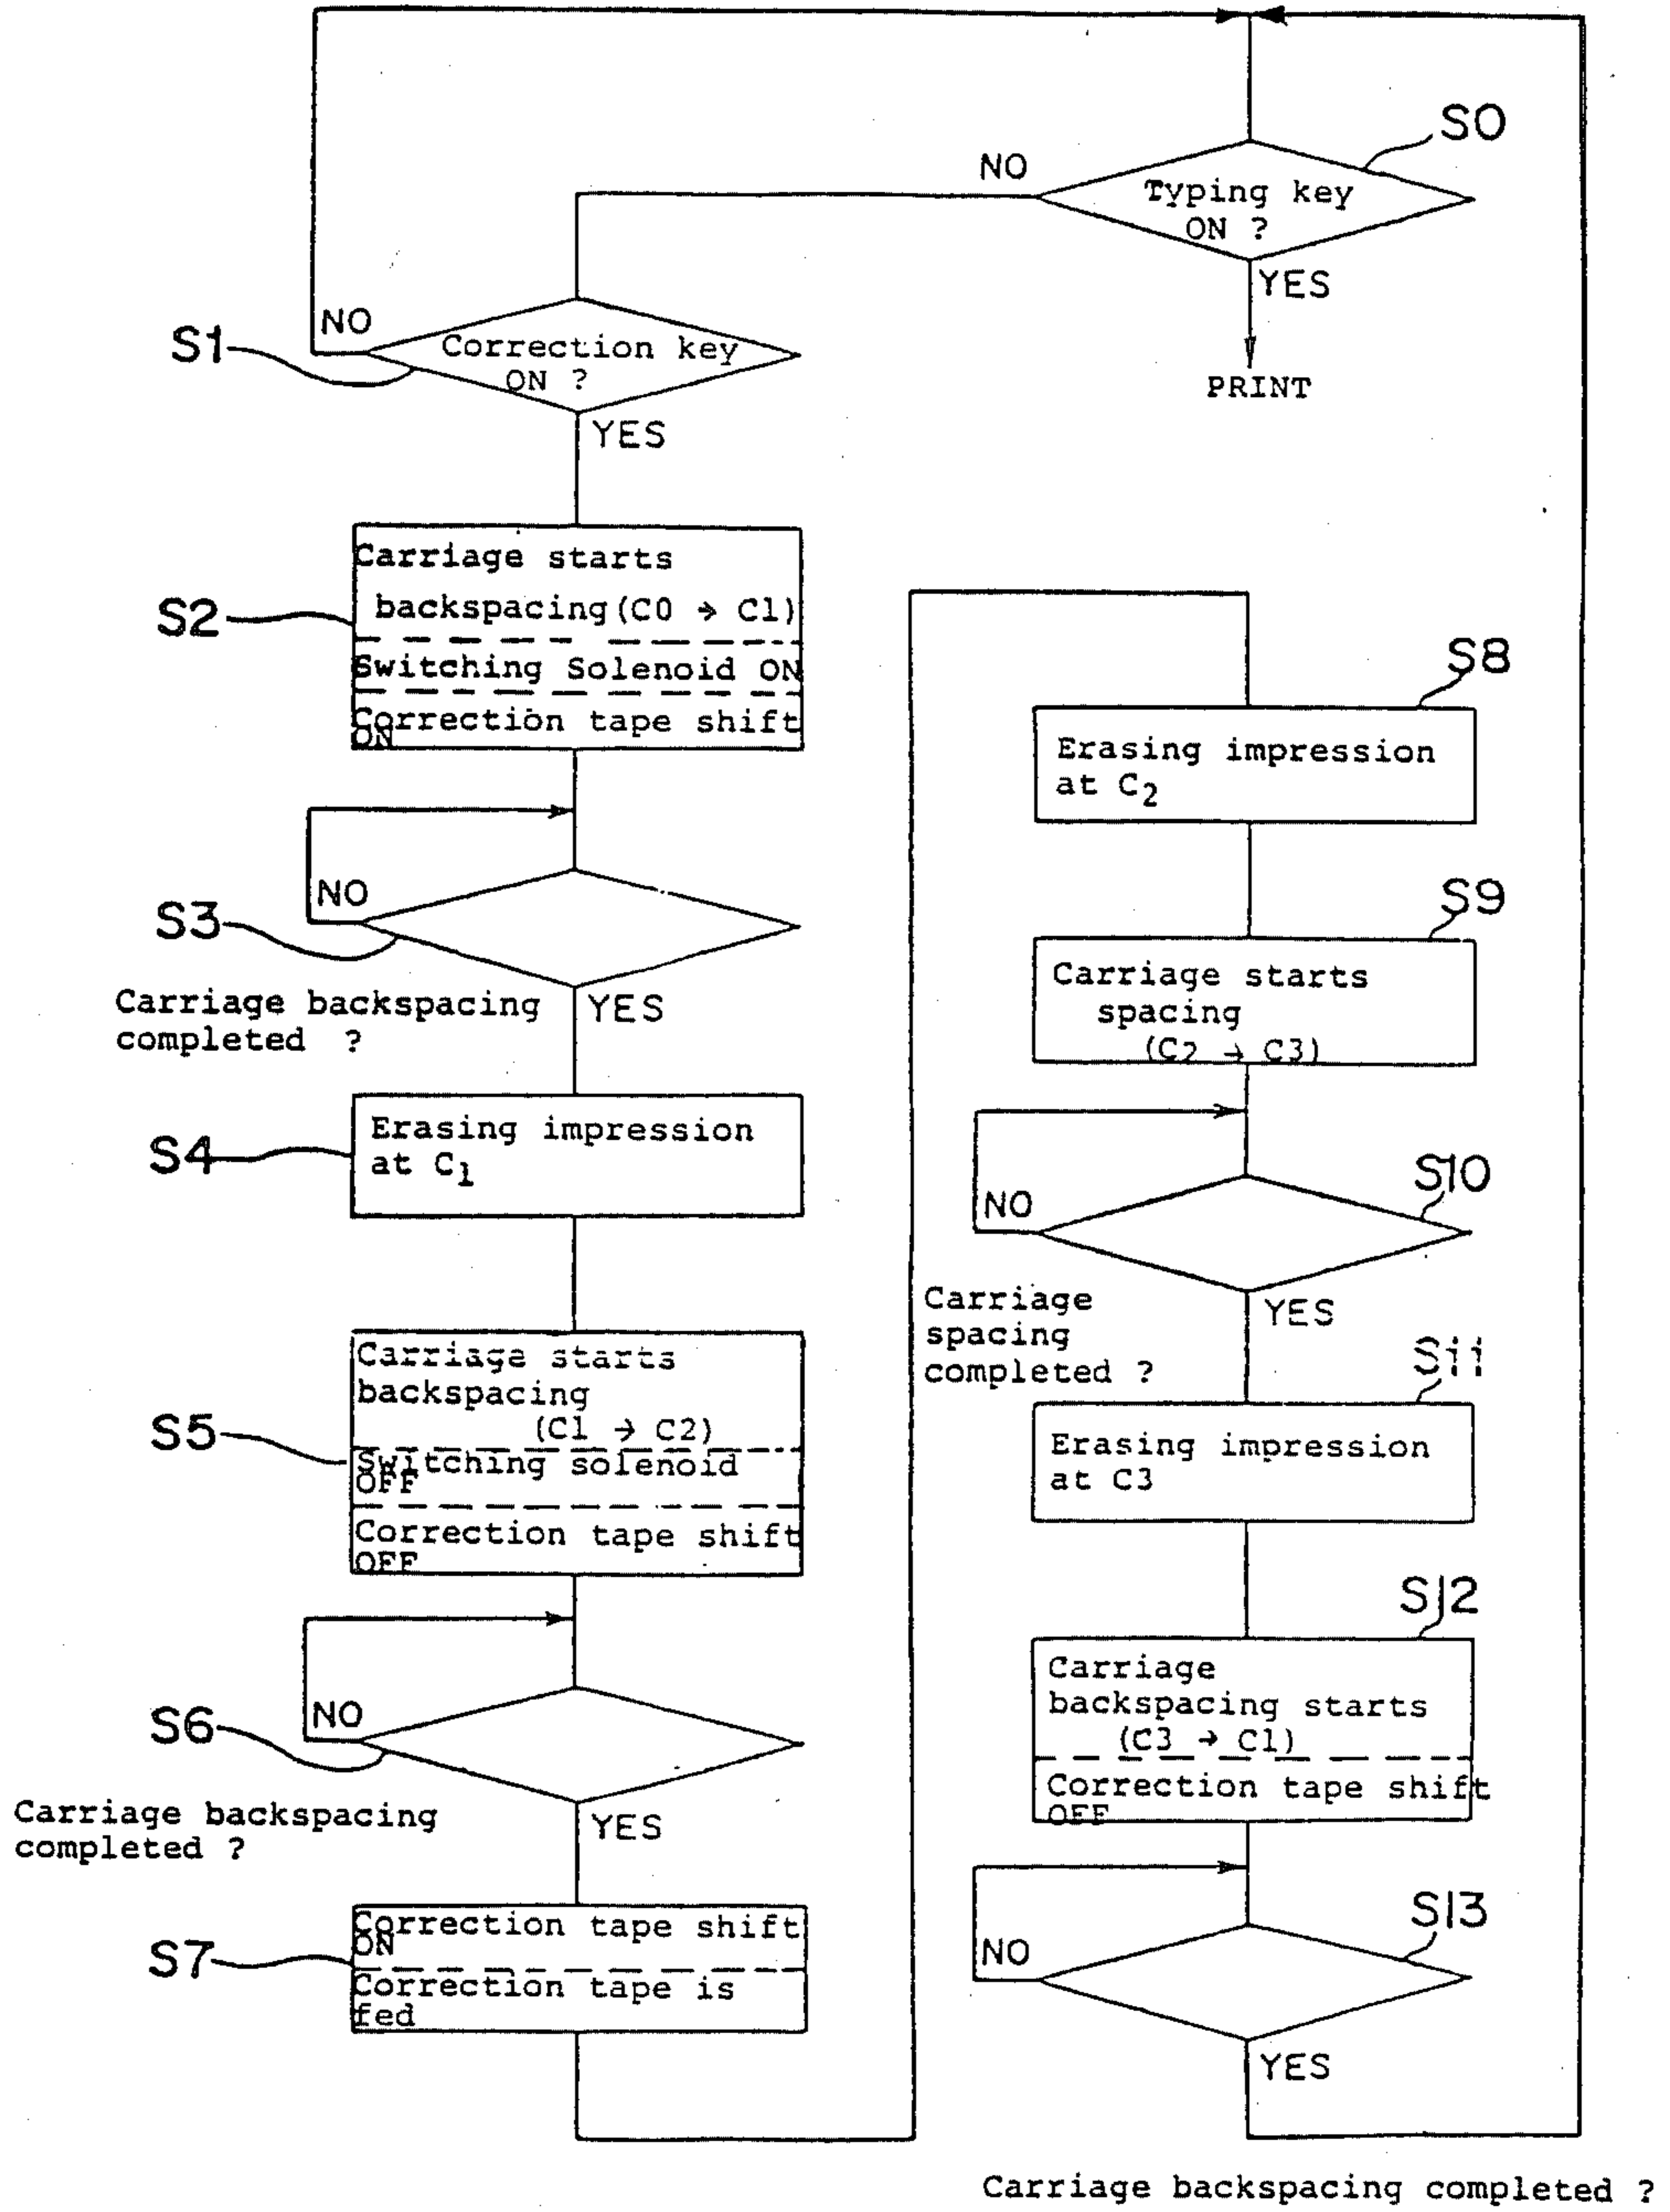 SO
NO
Typing key
ON ?
YES
PRINT
S1
NO
Correction key
ON ?
YES
S2
Carriage starts
backspacing (C0 → C1)
Switching Solenoid ON
Correction tape shift
ON
S3
NO
Carriage backspacing
completed ?
YES
S4
Erasing impression
at C1
S5
Carriage starts
backspacing
(C1 → C2)
Switching solenoid
OFF
Correction tape shift
OFF
S6
NO
Carriage backspacing
completed ?
YES
S7
Correction tape shift
ON
Correction tape is
fed
S8
Erasing impression
at C2
S9
Carriage starts
spacing
(C2 → C3)
S10
NO
Carriage
spacing
completed ?
YES
S11
Erasing impression
at C3
S12
Carriage
backspacing starts
(C3 → C1)
Correction tape shift
OFF
S13
NO
YES
Carriage backspacing completed ?